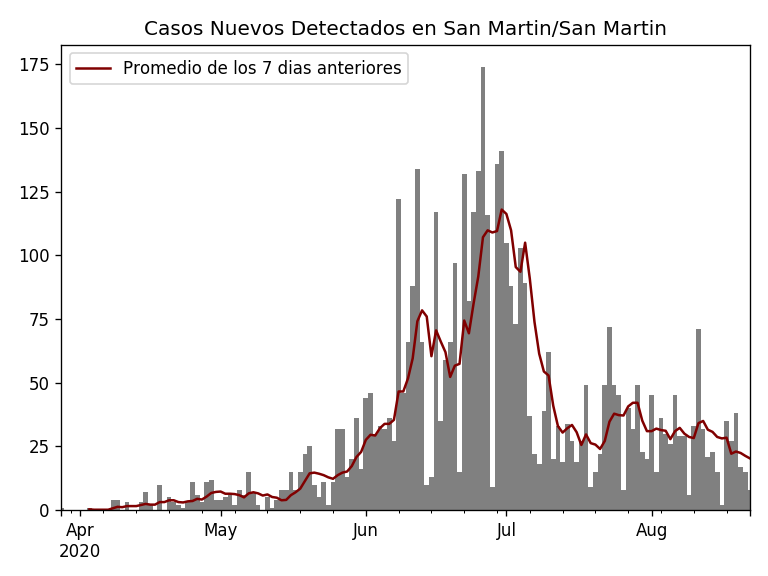 Casos Nuevos Detectados en San Martin/San Martin
Promedio de los 7 dias anteriores
175
150
125
100
75
50
25
0
Apr
2020
May
Jun
Jul
Aug